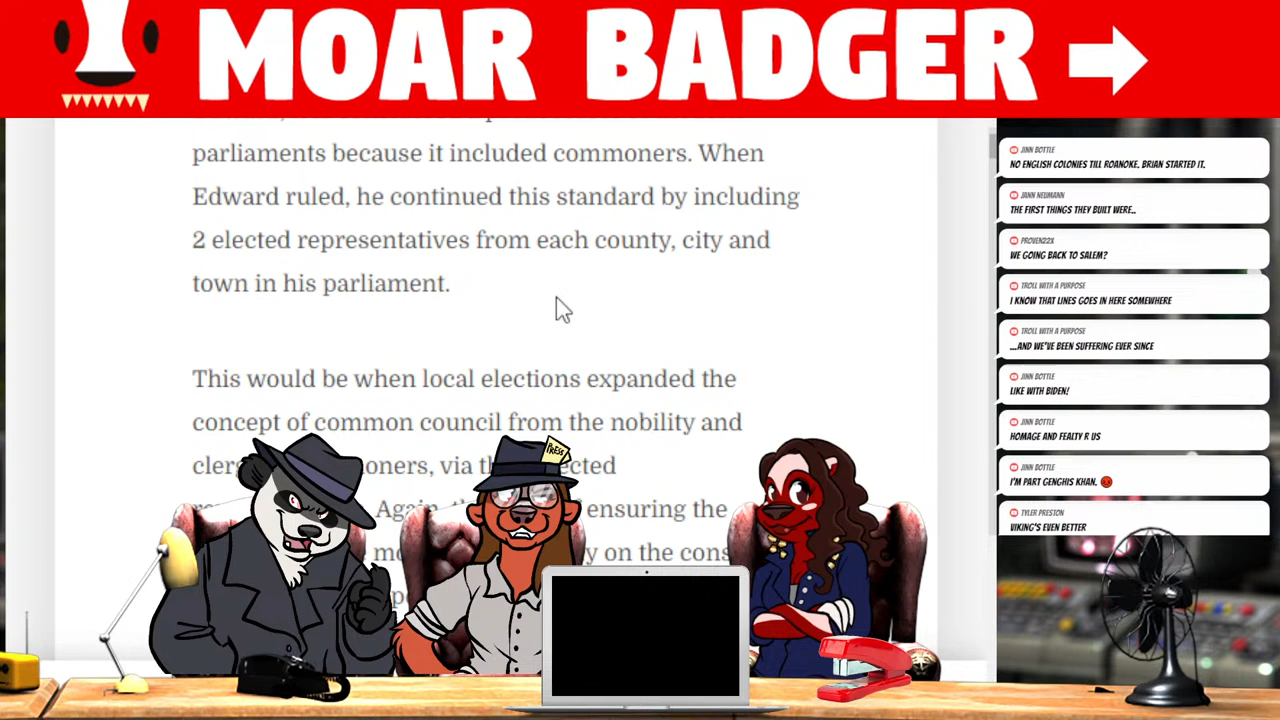 MOAR BADGER
parliaments because it included commoners. When
Edward ruled, he continued this standard by including
2 elected representatives from each county, city and
town in his parliament.
This would be when local elections expanded the
concept of common council from the nobility and
ensuring the
on the
PRESS
JINN BOTTLE
NO ENGLISH COLONIES TILL ROANOKE. BRIAN STARTED IT.
JANN NEUMANN
THE FIRST THINGS THEY BUILT WERE..
PROVEN22X
WE GOING BACK TO SALEM?
TROLL WITH A PURPOSE
I KNOW THAT LINES GOES IN HERE SOMEWHERE
TROLL WITH A PURPOSE
...AND WE'VE BEEN SUFFERING EVER SINCE
JINN BOTTLE
LIKE WITH BIDEN!
JINN BOTTLE
HOMAGE AND FEALTY R US
JINN BOTTLE
I'M PART GENGHIS KHAN. 😡
TYLER PRESTON
VIKING'S EVEN BETTER